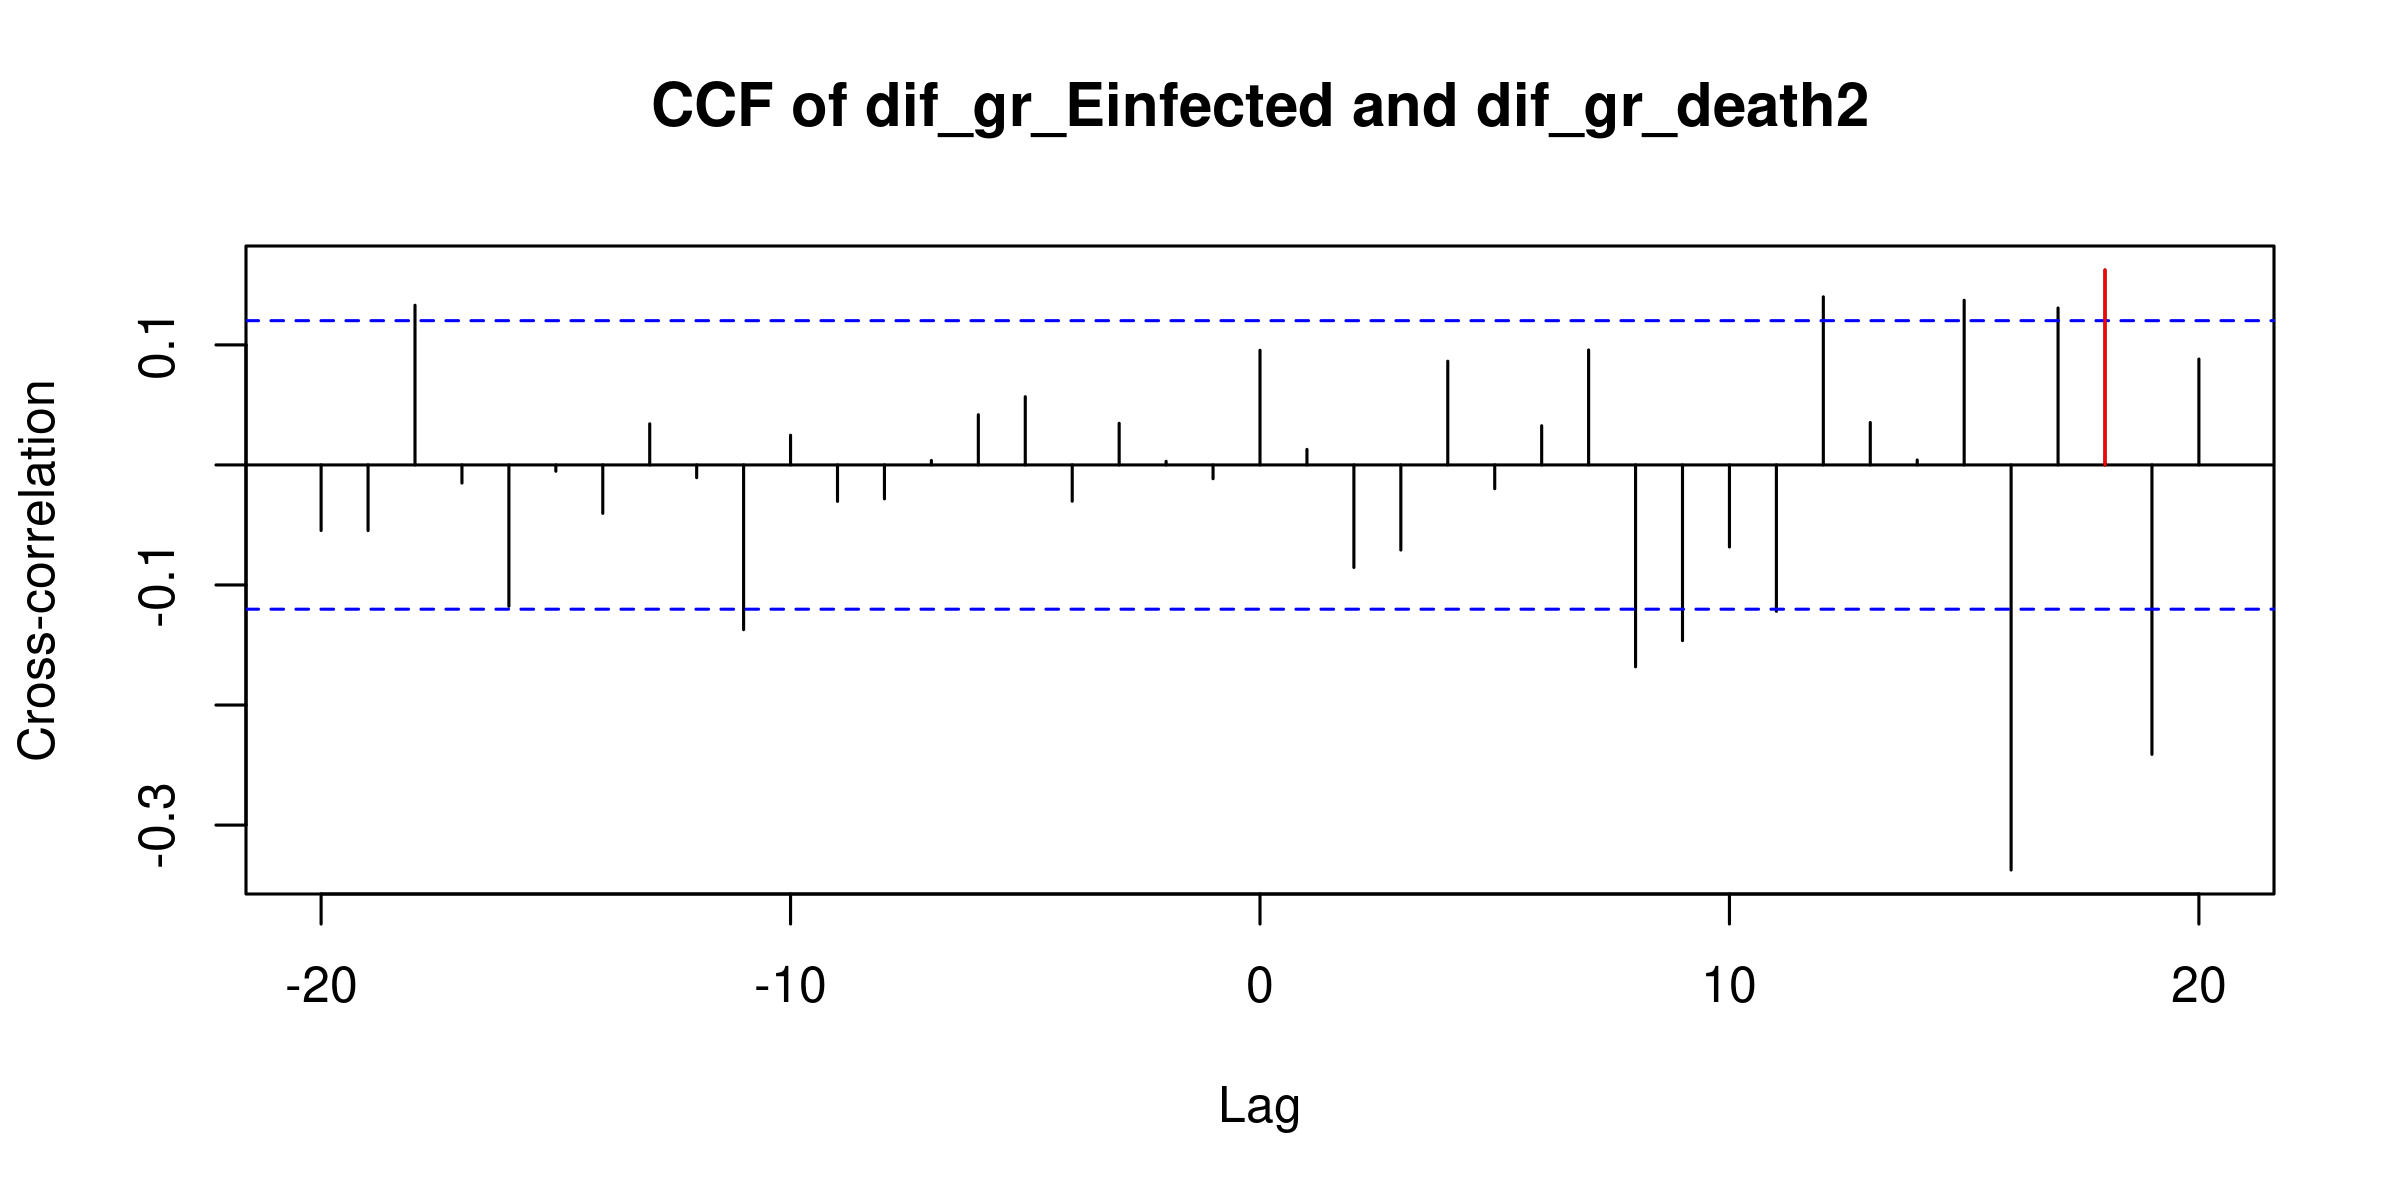 CCF of dif_gr_Einfected and dif_gr_death2
Cross-correlation
0.1
-0.1
-0.3
-20
-10
0
10
20
Lag